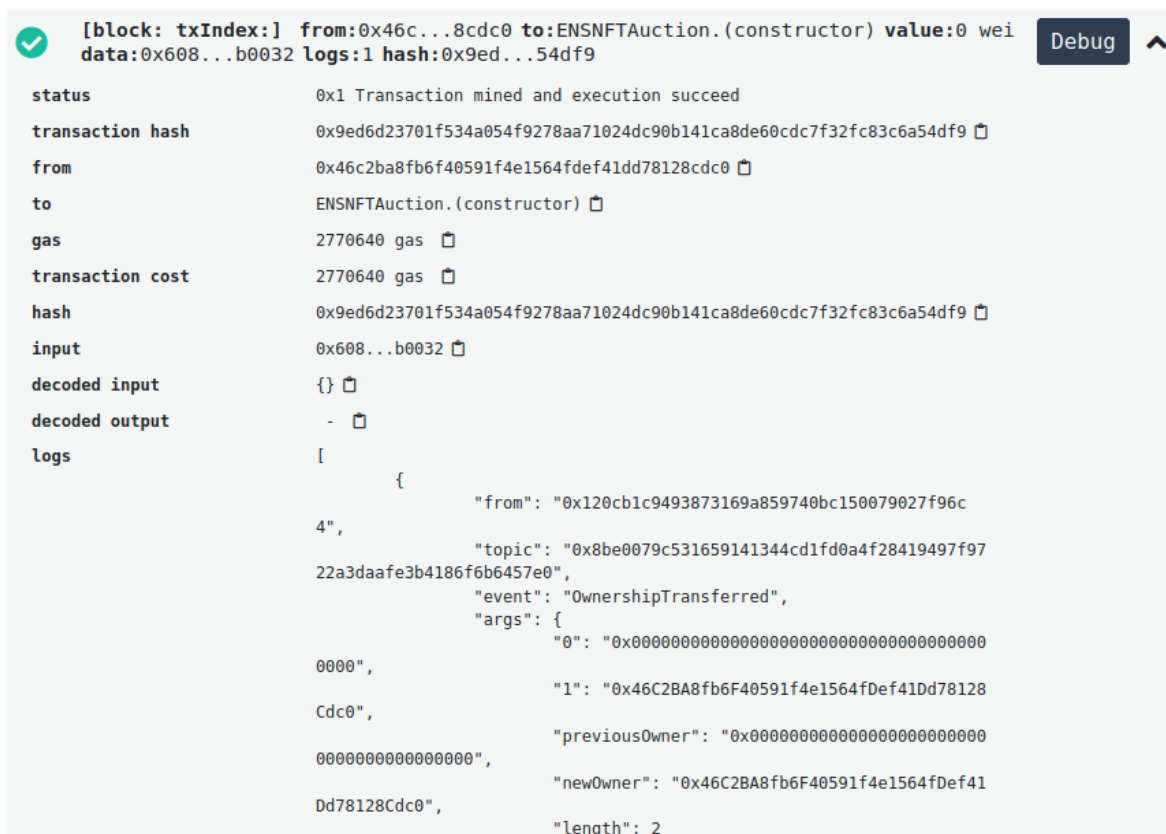 [block: txIndex:] from:0x46c...8cdc0 to:ENSNFTAuction.(constructor) value:0 wei
data:0x608...b0032 logs:1 hash:0x9ed...54df9
Debug
status 0x1 Transaction mined and execution succeed
transaction hash 0x9ed6d23701f534a054f9278aa71024dc90b141ca8de60cdc7f32fc83c6a54df9
from 0x46c2ba8fb6f40591f4e1564fdef41dd78128cdc0
to ENSNFTAuction.(constructor)
gas 2770640 gas
transaction cost 2770640 gas
hash 0x9ed6d23701f534a054f9278aa71024dc90b141ca8de60cdc7f32fc83c6a54df9
input 0x608...b0032
decoded input {}
decoded output -
logs [
{
"from": "0x120cb1c9493873169a859740bc150079027f96c
4",
"topic": "0x8be0079c531659141344cd1fd0a4f28419497f97
22a3daafe3b4186f6b6457e0",
"event": "OwnershipTransferred",
"args": {
"0": "0x000000000000000000000000000000000000
0000",
"1": "0x46C2BA8fb6F40591f4e1564fDef41Dd78128
Cdc0",
"previousOwner": "0x000000000000000000000000
0000000000000000",
"newOwner": "0x46C2BA8fb6F40591f4e1564fDef41
Dd78128Cdc0",
"length": 2